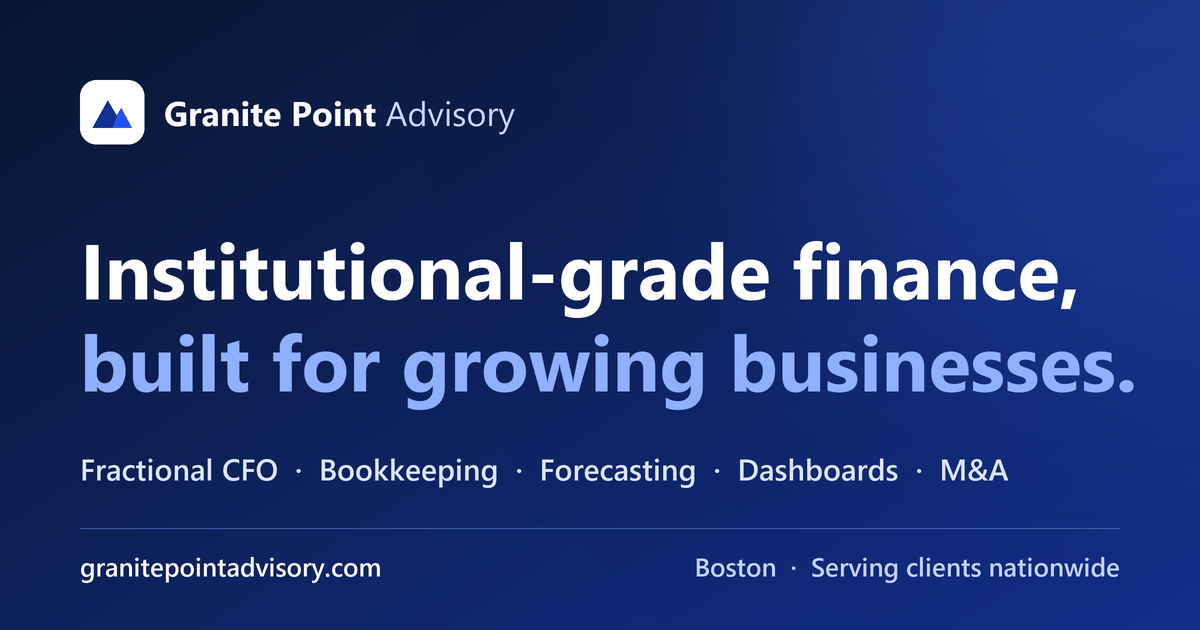 Granite Point Advisory
Institutional-grade finance,
built for growing businesses.
Fractional CFO · Bookkeeping · Forecasting · Dashboards · M&A
granitepointadvisory.com
Boston · Serving clients nationwide